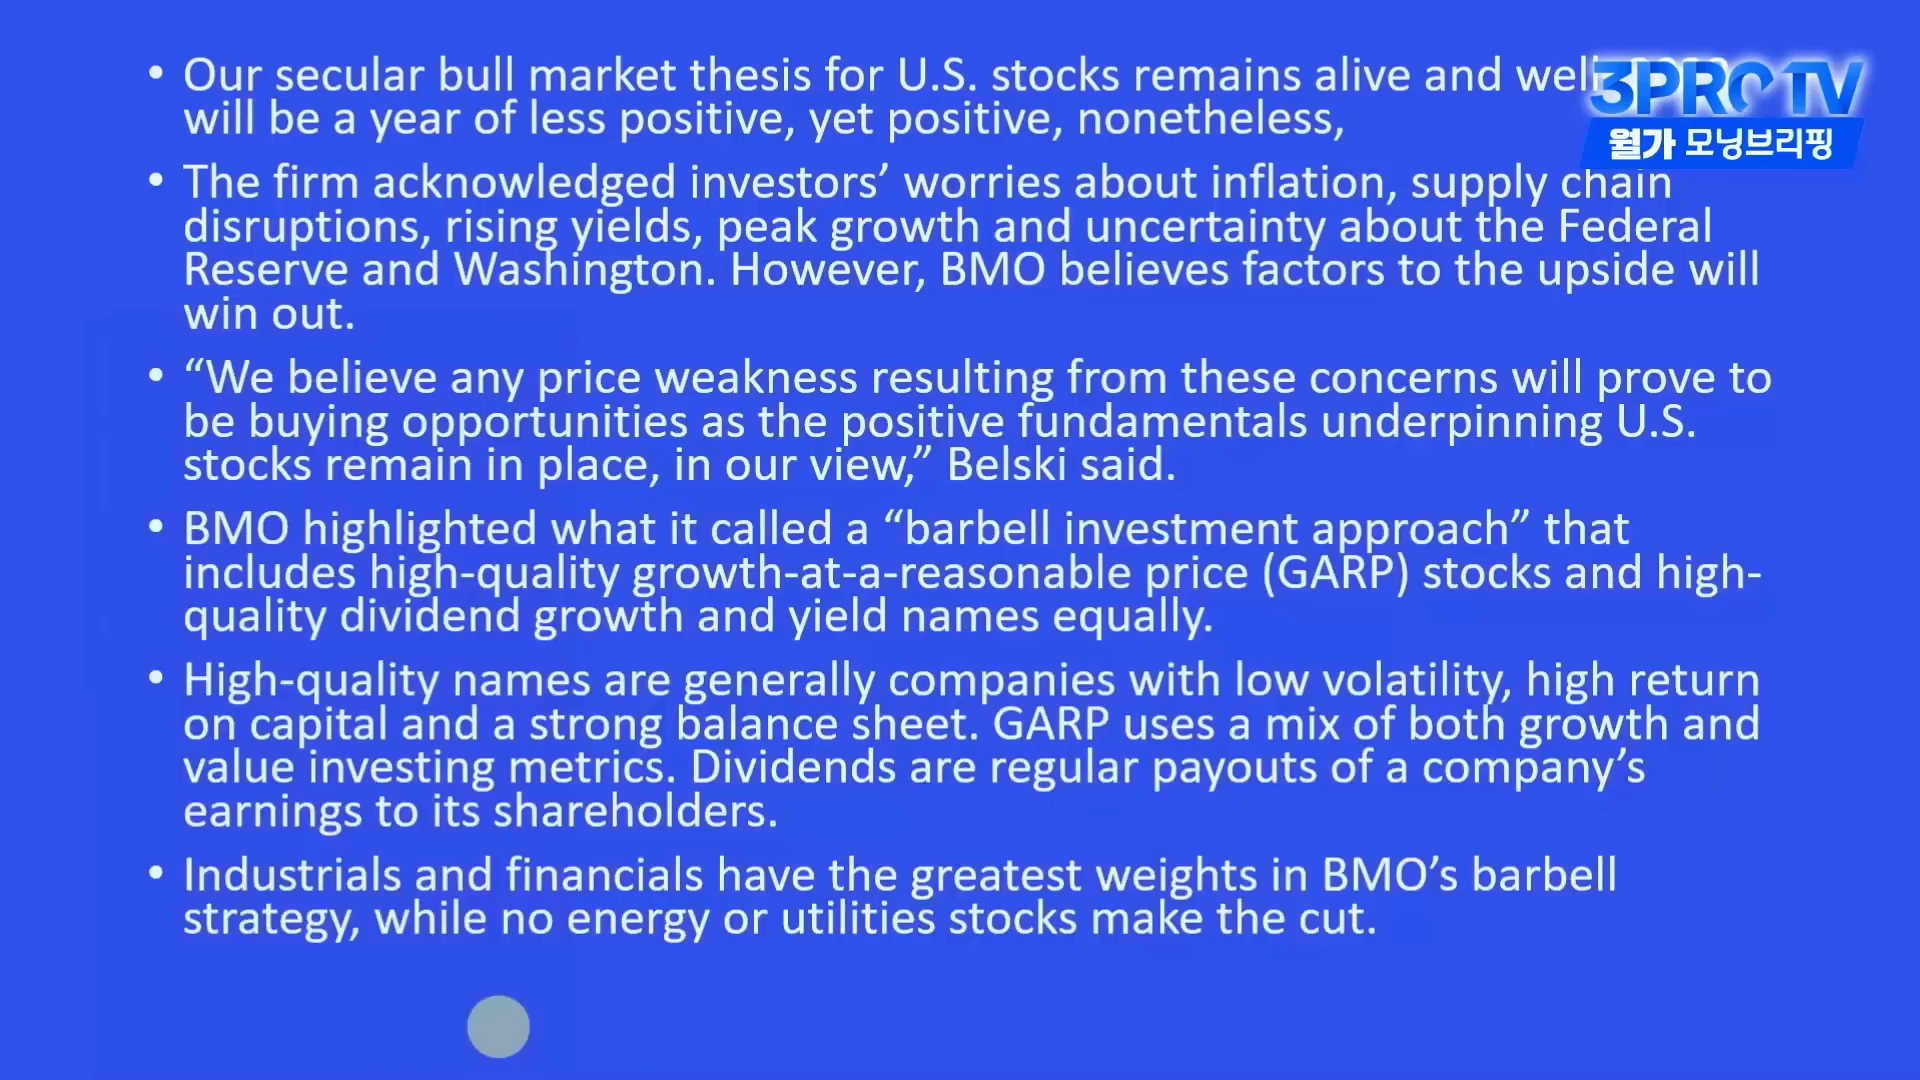 • Our secular bull market thesis for U.S. stocks remains alive and well
will be a year of less positive, yet positive, nonetheless,
• The firm acknowledged investors’ worries about inflation, supply chain
disruptions, rising yields, peak growth and uncertainty about the Federal
Reserve and Washington. However, BMO believes factors to the upside will
win out.
• “We believe any price weakness resulting from these concerns will prove to
be buying opportunities as the positive fundamentals underpinning U.S.
stocks remain in place, in our view,” Belski said.
• BMO highlighted what it called a “barbell investment approach” that
includes high-quality growth-at-a-reasonable price (GARP) stocks and high-
quality dividend growth and yield names equally.
• High-quality names are generally companies with low volatility, high return
on capital and a strong balance sheet. GARP uses a mix of both growth and
value investing metrics. Dividends are regular payouts of a company’s
earnings to its shareholders.
• Industrials and financials have the greatest weights in BMO’s barbell
strategy, while no energy or utilities stocks make the cut.
3PROTV
월가 모닝브리핑